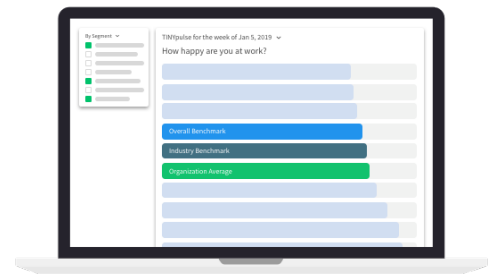 By Segment
TINYpulse for the week of Jan 5, 2019
How happy are you at work?
Overall Benchmark
Industry Benchmark
Organization Average